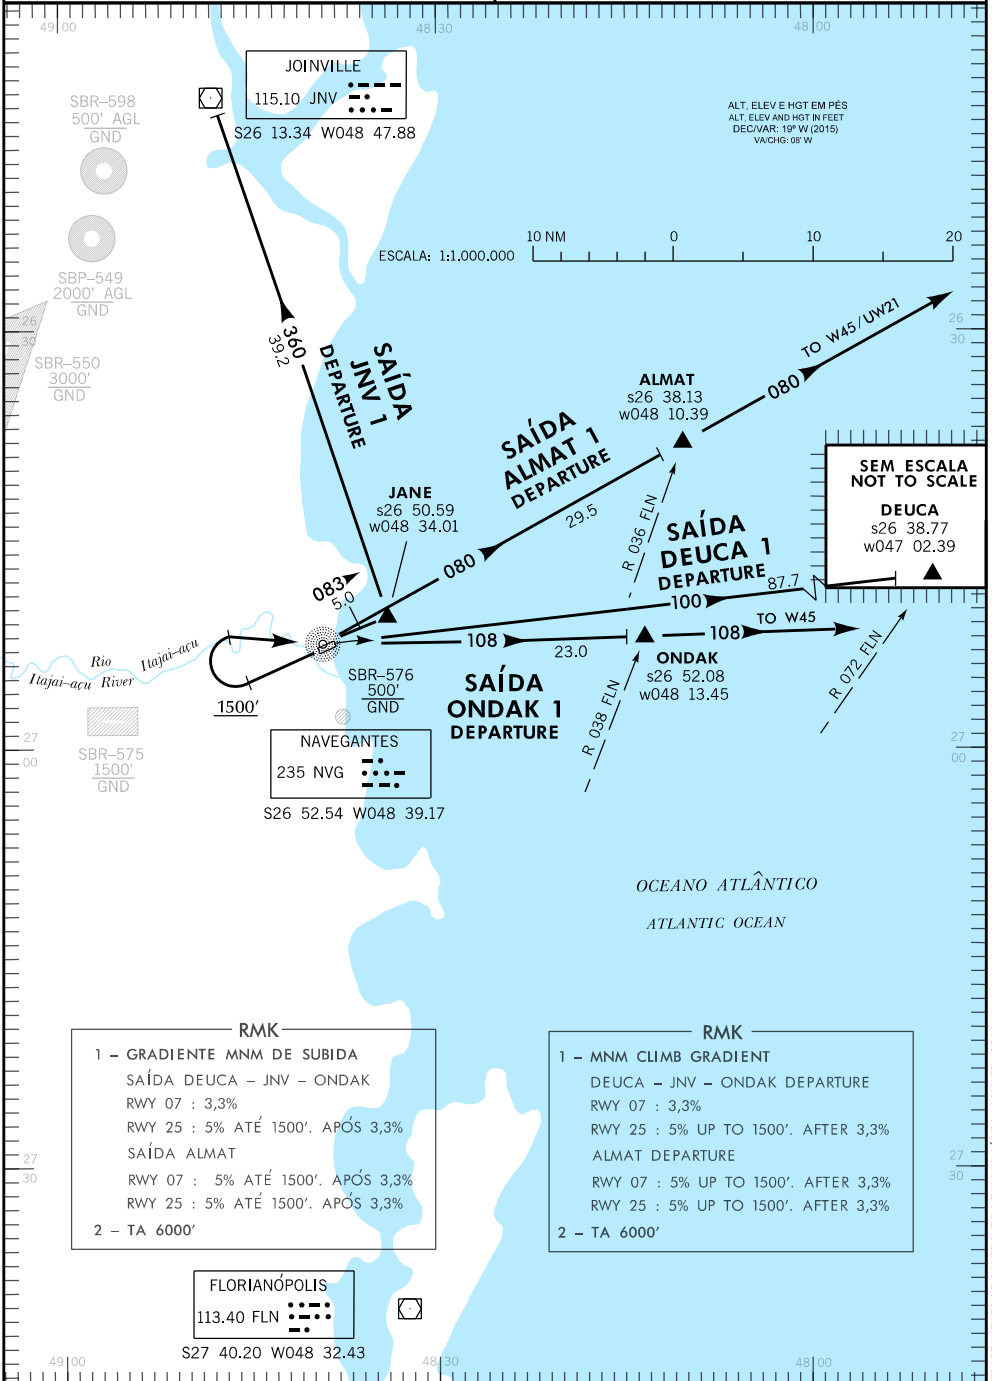 49 00
48 30
48 00
JOINVILLE
115.10 JNV
S26 13.34 W048 47.88
SBR-598
500' AGL
GND
ALT, ELEV E HGT EM PÉS
ALT, ELEV AND HGT IN FEET
DEC/VAR: 19º W (2015)
VA/CHG: 08' W
SBP-549
2000' AGL
GND
ESCALA: 1:1.000.000
10 NM 0 10 20
26
30
26
30
SBR-550
3000'
GND
360
39.2
SAÍDA
JNV 1
DEPARTURE
TO W45/UW21
080
ALMAT
s26 38.13
w048 10.39
SAÍDA
ALMAT 1
DEPARTURE
080
29.5
R 036 FLN
JANE
s26 50.59
w048 34.01
SEM ESCALA
NOT TO SCALE
DEUCA
s26 38.77
w047 02.39
SAÍDA
DEUCA 1
DEPARTURE
100
87.7
083
5.0
108
23.0
108
TO W45
ONDAK
s26 52.08
w048 13.45
R 038 FLN
R 072 FLN
SAÍDA
ONDAK 1
DEPARTURE
Rio Itajai-açu
Itajai-açu River
1500'
SBR-576
500'
GND
SBR-575
1500'
GND
NAVEGANTES
235 NVG
S26 52.54 W048 39.17
27
00
27
00
OCEANO ATLÂNTICO
ATLANTIC OCEAN
RMK
1 – GRADIENTE MNM DE SUBIDA
SAÍDA DEUCA – JNV – ONDAK
RWY 07 : 3,3%
RWY 25 : 5% ATÉ 1500'. APÓS 3,3%
SAÍDA ALMAT
RWY 07 : 5% ATÉ 1500'. APÓS 3,3%
RWY 25 : 5% ATÉ 1500'. APÓS 3,3%
2 – TA 6000'
RMK
1 – MNM CLIMB GRADIENT
DEUCA – JNV – ONDAK DEPARTURE
RWY 07 : 3,3%
RWY 25 : 5% UP TO 1500'. AFTER 3,3%
ALMAT DEPARTURE
RWY 07 : 5% UP TO 1500'. AFTER 3,3%
RWY 25 : 5% UP TO 1500'. AFTER 3,3%
2 – TA 6000'
27
30
27
30
FLORIANÓPOLIS
113.40 FLN
S27 40.20 W048 32.43
49 00
48 30
48 00